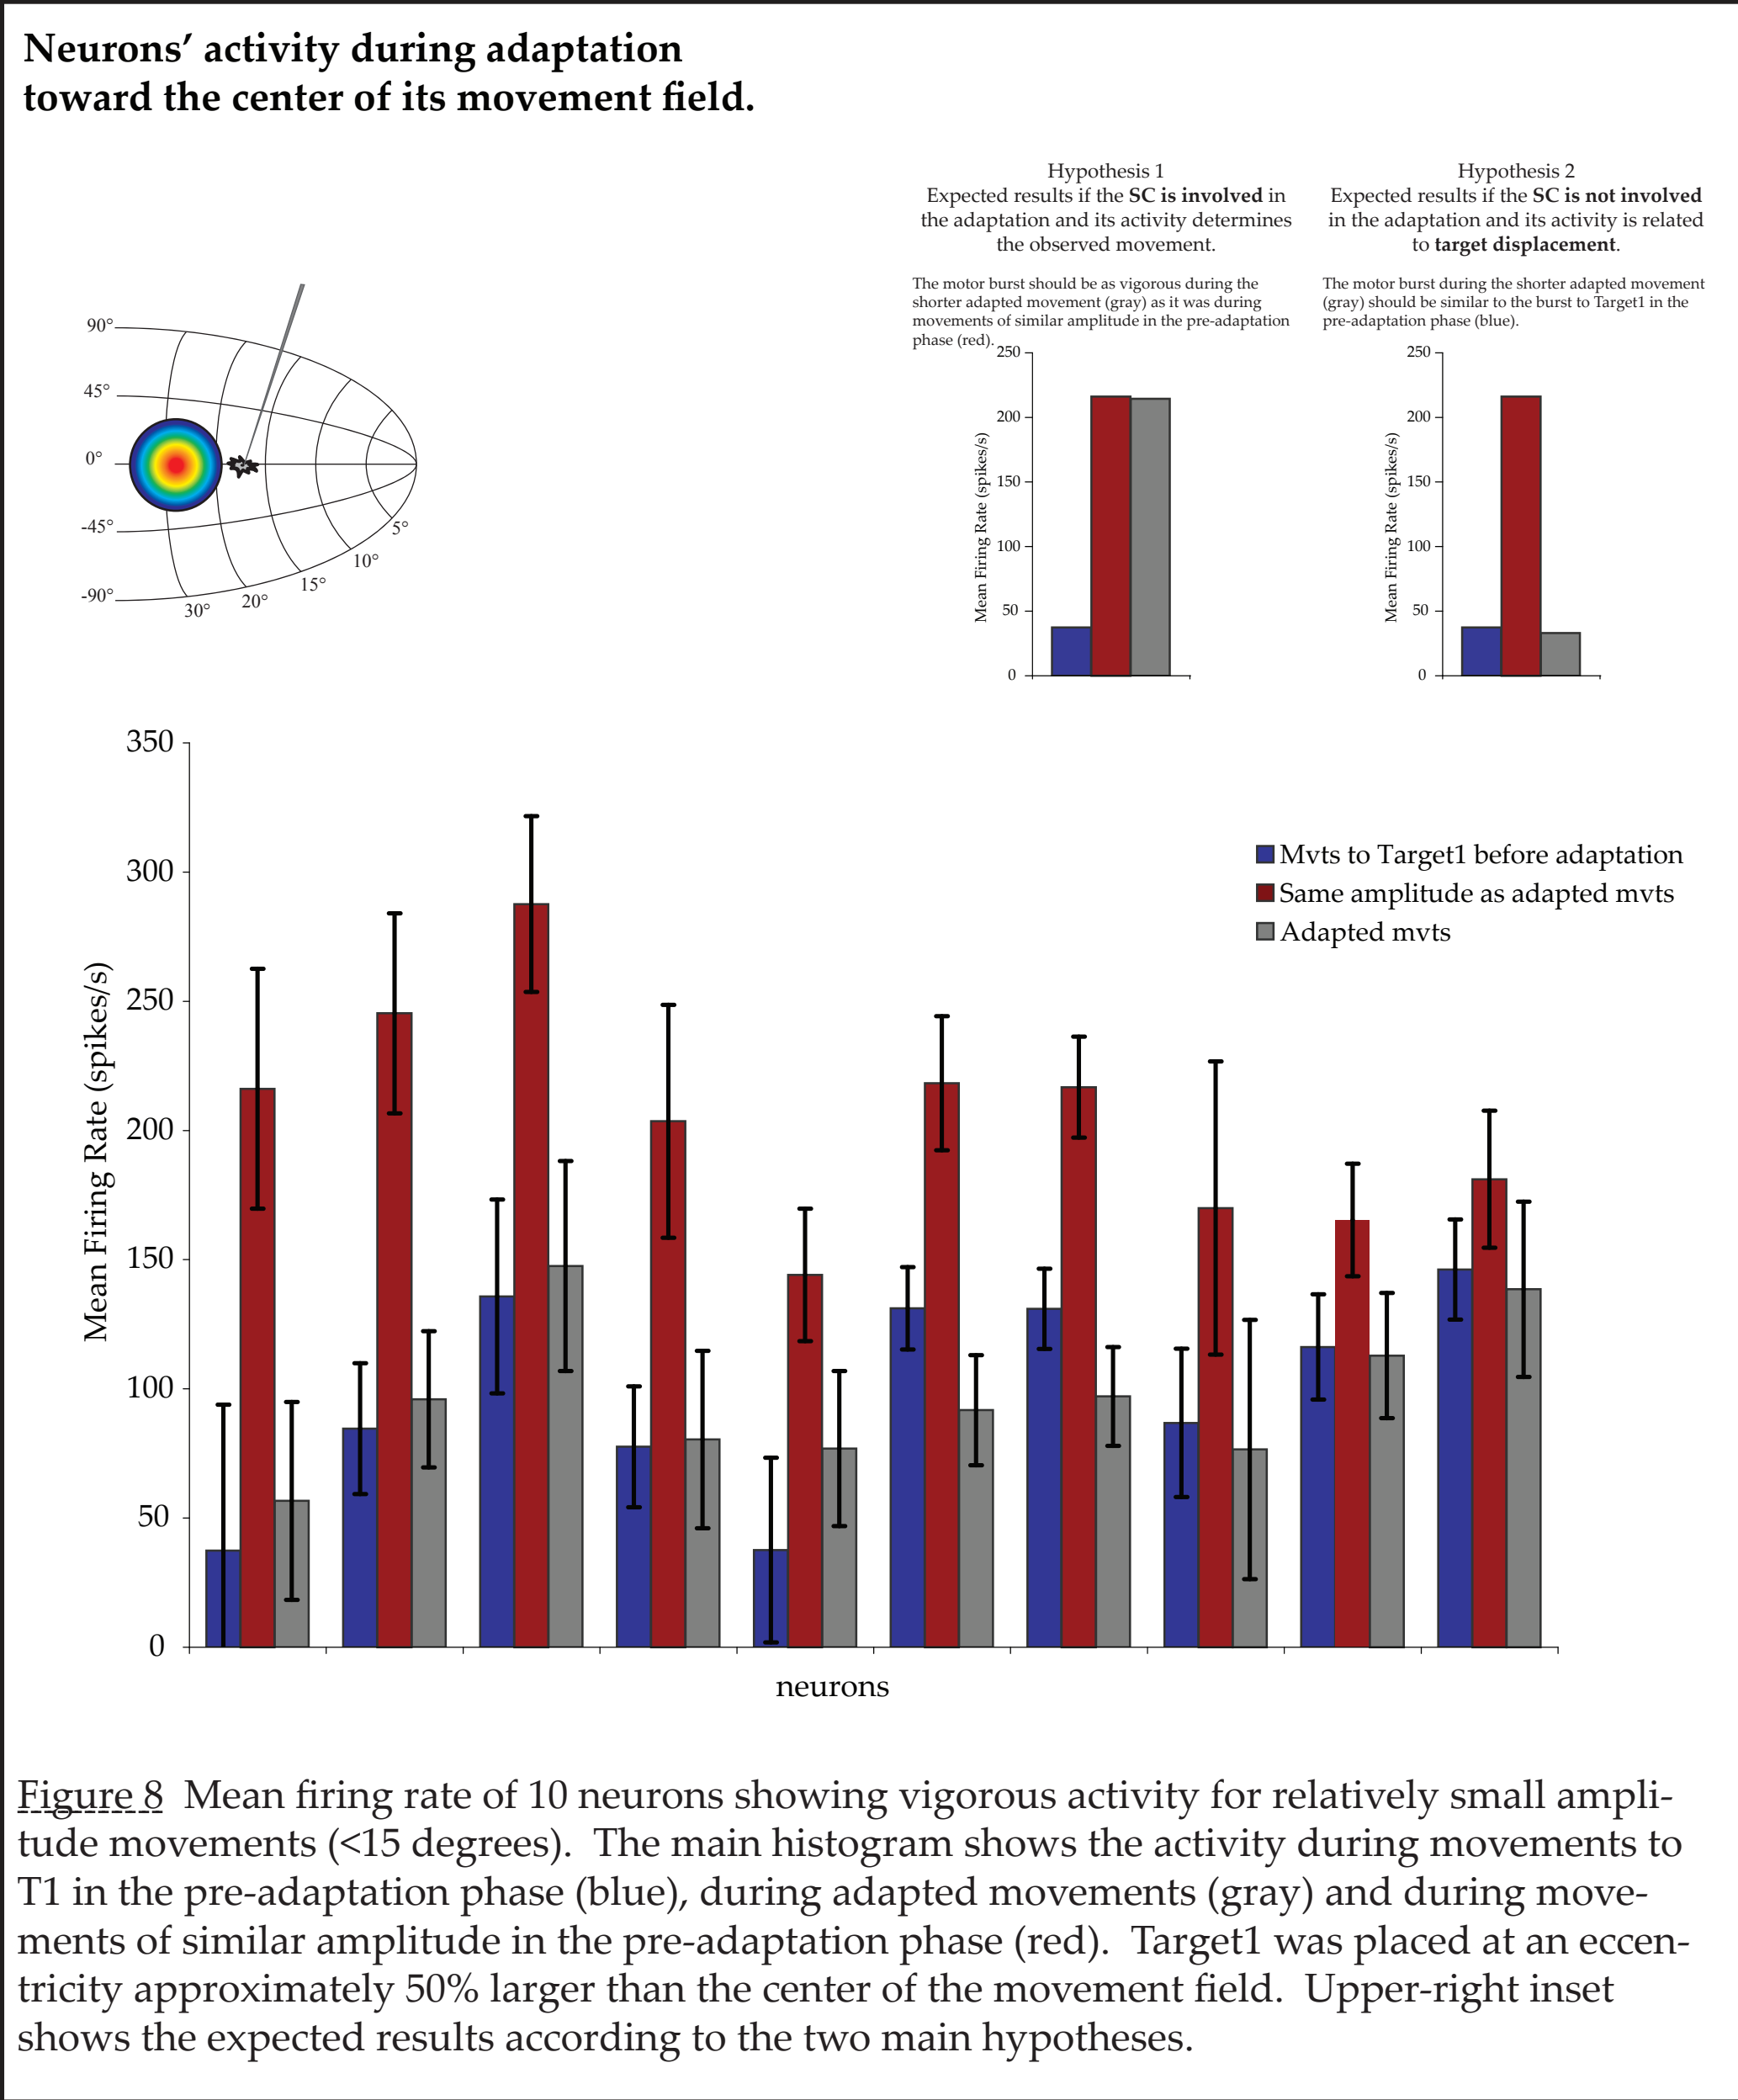 Neurons’ activity during adaptation
toward the center of its movement field.
Hypothesis 1
Expected results if the SC is involved in
the adaptation and its activity determines
the observed movement.
The motor burst should be as vigorous during the
shorter adapted movement (gray) as it was during
movements of similar amplitude in the pre-adaptation
phase (red).
Hypothesis 2
Expected results if the SC is not involved
in the adaptation and its activity is related
to target displacement.
The motor burst during the shorter adapted movement
(gray) should be similar to the burst to Target1 in the
pre-adaptation phase (blue).
90°
45°
0°
-45°
-90°
30°
20°
15°
10°
5°
250
200
150
100
50
0
Mean Firing Rate (spikes/s)
250
200
150
100
50
0
Mean Firing Rate (spikes/s)
350
300
250
200
150
100
50
0
Mean Firing Rate (spikes/s)
Mvts to Target1 before adaptation
Same amplitude as adapted mvts
Adapted mvts
neurons
Figure 8 Mean firing rate of 10 neurons showing vigorous activity for relatively small ampli-
tude movements (<15 degrees). The main histogram shows the activity during movements to
T1 in the pre-adaptation phase (blue), during adapted movements (gray) and during move-
ments of similar amplitude in the pre-adaptation phase (red). Target1 was placed at an eccen-
tricity approximately 50% larger than the center of the movement field. Upper-right inset
shows the expected results according to the two main hypotheses.